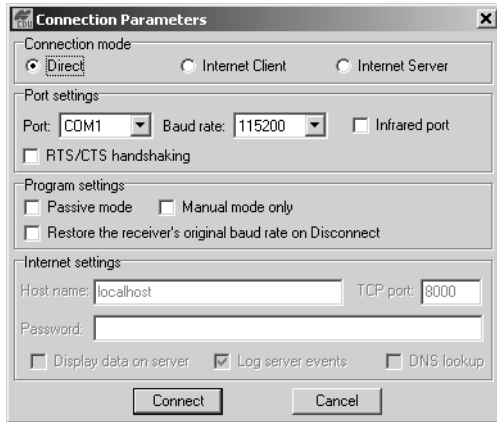 CDU Connection Parameters
Connection mode
Direct Internet Client Internet Server
Port settings
Port: COM1 Baud rate: 115200 Infrared port
RTS/CTS handshaking
Program settings
Passive mode Manual mode only
Restore the receiver's original baud rate on Disconnect
Internet settings
Host name: localhost TCP port: 8000
Password:
Display data on server Log server events DNS lookup
Connect Cancel